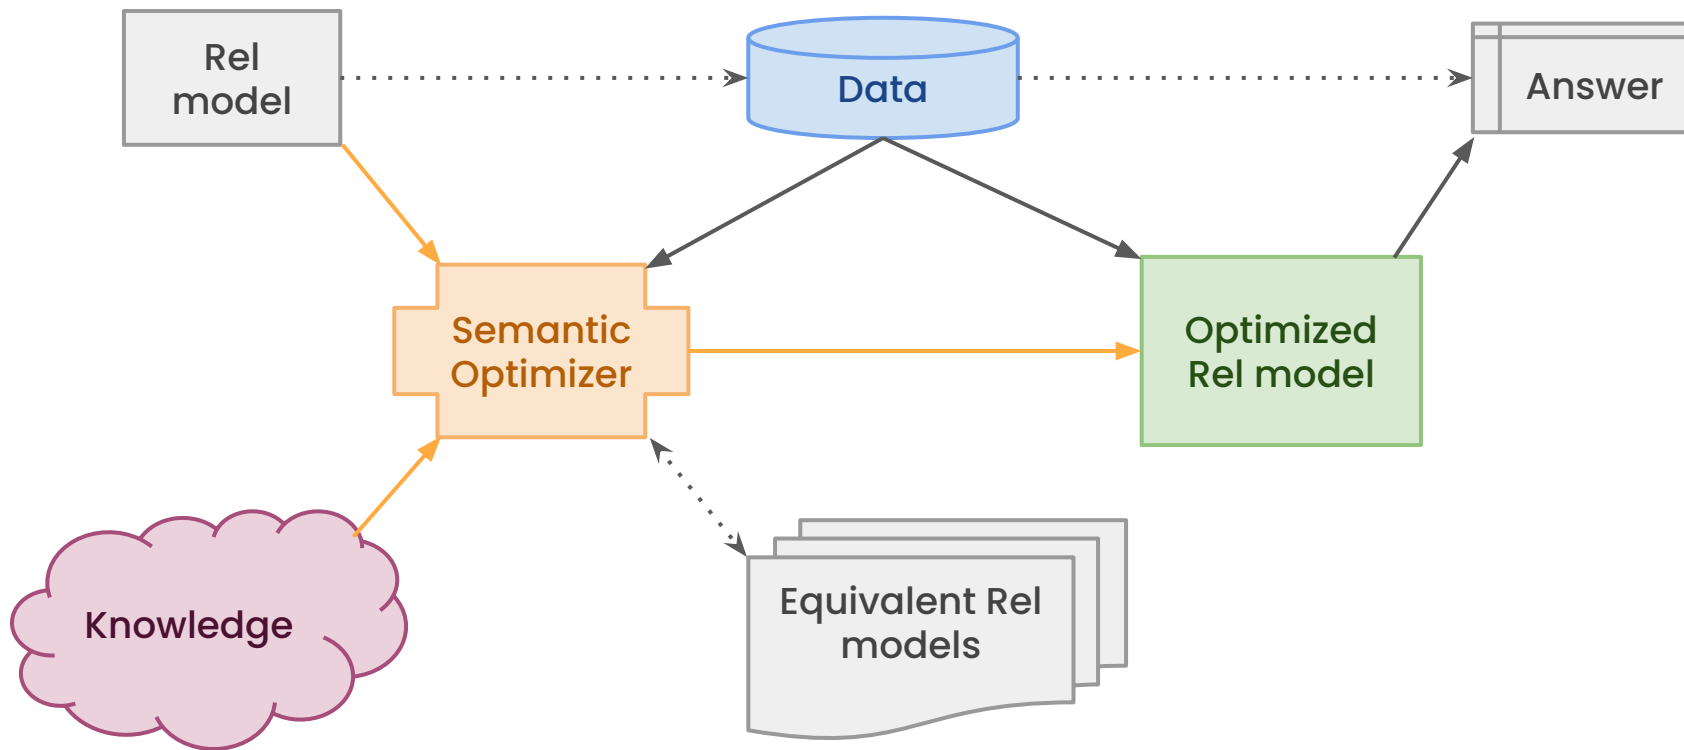 Rel
model
Data
Answer
Semantic
Optimizer
Optimized
Rel model
Knowledge
Equivalent Rel
models